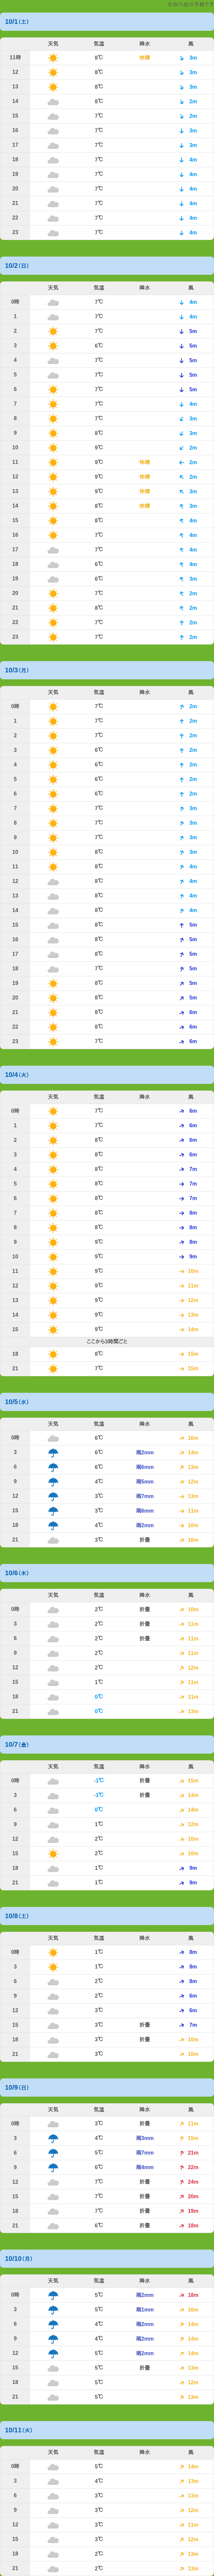 10/1(土)
天気 気温 降水 風
11時 8℃ 快晴 3m
12 8℃ 3m
13 8℃ 3m
14 8℃ 2m
15 7℃ 2m
16 7℃ 3m
17 7℃ 3m
18 7℃ 4m
19 7℃ 4m
20 7℃ 4m
21 7℃ 4m
22 7℃ 4m
23 7℃ 4m
10/2(日)
天気 気温 降水 風
0時 7℃ 4m
1 7℃ 4m
2 7℃ 5m
3 6℃ 5m
4 7℃ 5m
5 7℃ 5m
6 7℃ 5m
7 7℃ 4m
8 7℃ 3m
9 8℃ 3m
10 9℃ 2m
11 9℃ 快晴 2m
12 9℃ 快晴 2m
13 9℃ 快晴 3m
14 8℃ 快晴 3m
15 8℃ 4m
16 7℃ 4m
17 7℃ 4m
18 6℃ 4m
19 6℃ 3m
20 7℃ 2m
21 8℃ 2m
22 7℃ 2m
23 7℃ 2m
10/3(月)
天気 気温 降水 風
0時 7℃ 2m
1 7℃ 2m
2 7℃ 2m
3 6℃ 2m
4 6℃ 2m
5 6℃ 2m
6 6℃ 2m
7 7℃ 3m
8 7℃ 3m
9 7℃ 3m
10 8℃ 3m
11 8℃ 4m
12 8℃ 4m
13 8℃ 4m
14 8℃ 4m
15 8℃ 5m
16 8℃ 5m
17 8℃ 5m
18 7℃ 5m
19 8℃ 5m
20 8℃ 5m
21 8℃ 6m
22 8℃ 6m
23 7℃ 6m
10/4(火)
天気 気温 降水 風
0時 7℃ 6m
1 7℃ 6m
2 8℃ 6m
3 8℃ 6m
4 8℃ 7m
5 8℃ 7m
6 8℃ 7m
7 8℃ 8m
8 8℃ 8m
9 9℃ 8m
10 9℃ 9m
11 9℃ 10m
12 9℃ 11m
13 9℃ 12m
14 9℃ 13m
15 9℃ 14m
ここから3時間ごと
18 8℃ 15m
21 7℃ 15m
10/5(水)
天気 気温 降水 風
0時 6℃ 16m
3 6℃ 雨2mm 14m
6 6℃ 雨6mm 13m
9 4℃ 雨5mm 12m
12 3℃ 雨7mm 13m
15 3℃ 雨6mm 11m
18 4℃ 雨2mm 10m
21 3℃ 折畳 10m
10/6(木)
天気 気温 降水 風
0時 2℃ 折畳 10m
3 2℃ 折畳 11m
6 2℃ 折畳 11m
9 2℃ 11m
12 2℃ 12m
15 1℃ 11m
18 0℃ 11m
21 0℃ 13m
10/7(金)
天気 気温 降水 風
0時 -1℃ 折畳 15m
3 -1℃ 折畳 14m
6 0℃ 14m
9 1℃ 12m
12 2℃ 10m
15 2℃ 10m
18 1℃ 9m
21 1℃ 9m
10/8(土)
天気 気温 降水 風
0時 1℃ 8m
3 1℃ 8m
6 2℃ 8m
9 2℃ 6m
12 3℃ 6m
15 3℃ 折畳 7m
18 3℃ 折畳 10m
21 3℃ 10m
10/9(日)
天気 気温 降水 風
0時 3℃ 折畳 11m
3 4℃ 雨3mm 15m
6 5℃ 雨7mm 21m
9 6℃ 雨4mm 22m
12 7℃ 折畳 24m
15 7℃ 折畳 20m
18 7℃ 折畳 19m
21 6℃ 折畳 18m
10/10(月)
天気 気温 降水 風
0時 5℃ 雨2mm 18m
3 5℃ 雨1mm 16m
6 4℃ 雨2mm 14m
9 4℃ 雨2mm 14m
12 5℃ 雨2mm 14m
15 5℃ 折畳 13m
18 5℃ 12m
21 5℃ 13m
10/11(火)
天気 気温 降水 風
0時 5℃ 14m
3 4℃ 13m
6 3℃ 13m
9 3℃ 12m
12 3℃ 11m
15 3℃ 12m
18 2℃ 13m
21 2℃ 13m